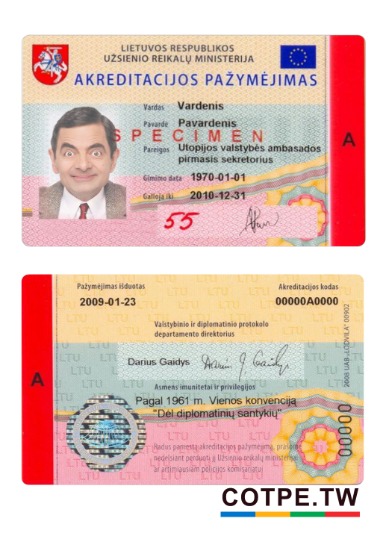 LIETUVOS RESPUBLIKOS
UŽSIENIO REIKALŲ MINISTERIJA
AKREDITACIJOS PAŽYMĖJIMAS
Vardas Vardenis
Pavardė Pavardenis
SPECIMEN
Pareigos Utopijos valstybės ambasados
pirmasis sekretorius
Gimimo data 1970-01-01
Galioja iki 2010-12-31
55
A
Pažymėjimas išduotas
2009-01-23
Akreditacijos kodas
00000A0000
Valstybinio ir diplomatinio protokolo
departamento direktorius
Darius Gaidys
Asmens imunitetai ir privilegijos
Pagal 1961 m. Vienos konvenciją
"Dėl diplomatinių santykių"
Radus pamestą akreditacijos pažymėjimą, prašome
nedelsiant perduoti jį Užsienio reikalų ministerijai
ar artimiausiam policijos komisariatui
A
LTU
2006 UAB „LODVILA" 00902
00000
COTPE.TW